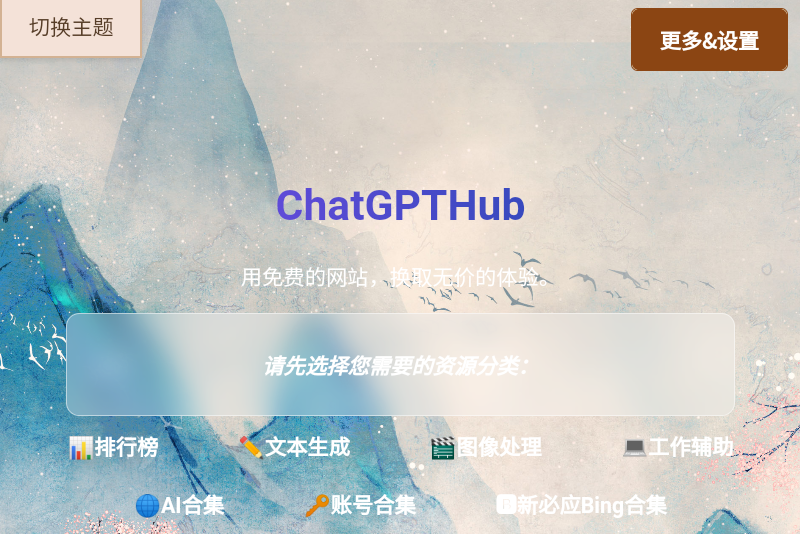 切换主题
更多&设置
ChatGPTHub
用免费的网站，换取无价的体验。
请先选择您需要的资源分类：
📊排行榜 ✏️文本生成 🎬图像处理 💻工作辅助
🌐AI合集 🔑账号合集 新必应Bing合集